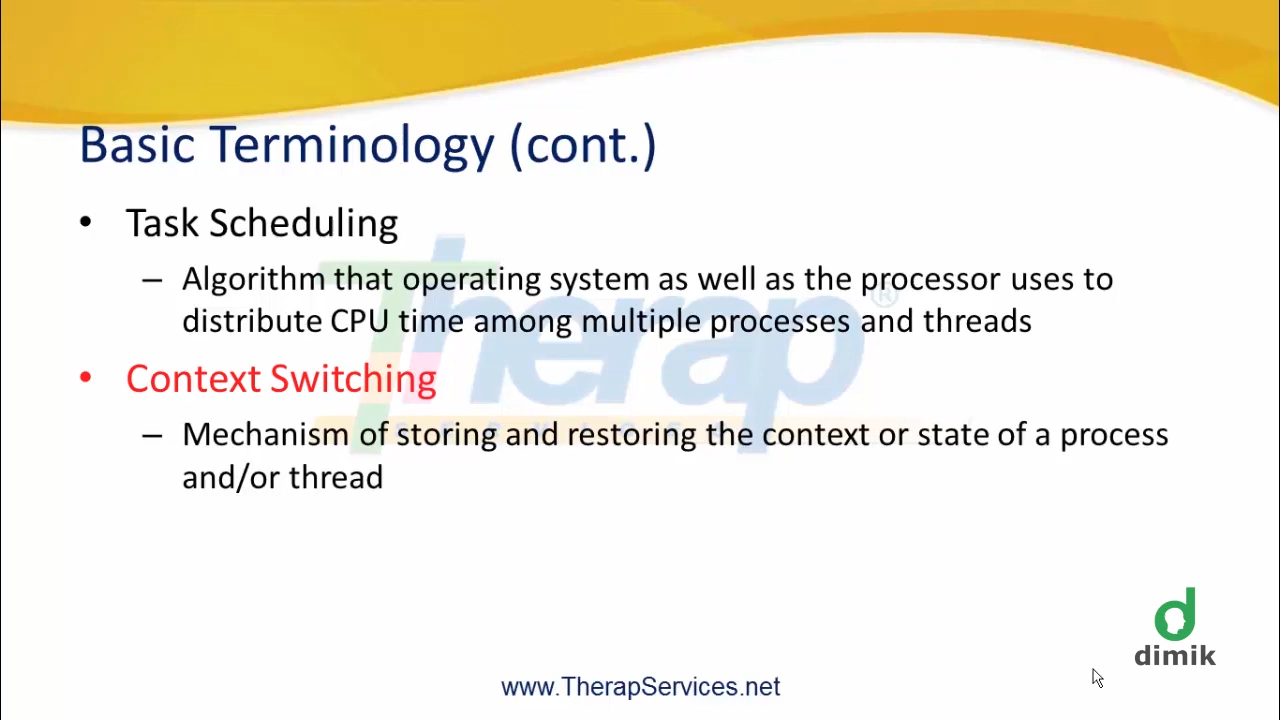 Basic Terminology (cont.)
• Task Scheduling
– Algorithm that operating system as well as the processor uses to
distribute CPU time among multiple processes and threads
• Context Switching
– Mechanism of storing and restoring the context or state of a process
and/or thread
Therap®
dimik
www.TherapServices.net